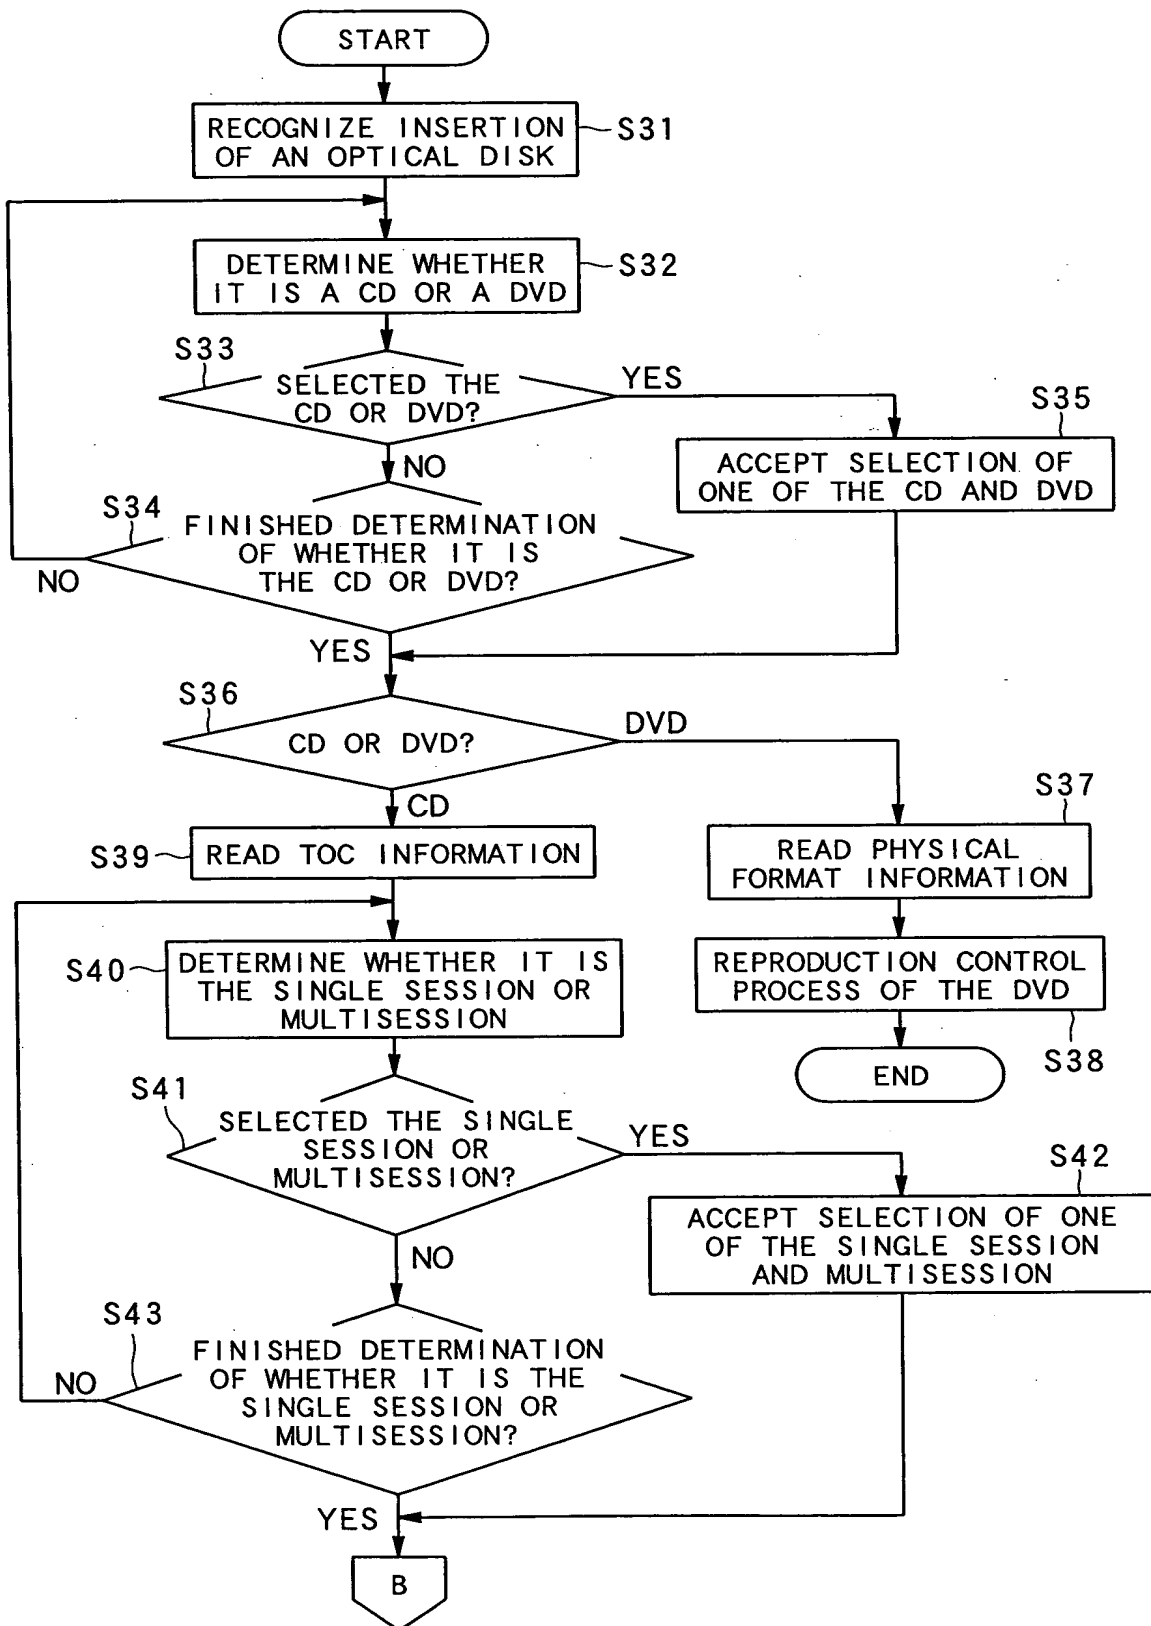 START
RECOGNIZE INSERTION
OF AN OPTICAL DISK
S31
DETERMINE WHETHER
IT IS A CD OR A DVD
S32
S33
SELECTED THE
CD OR DVD?
YES
NO
S35
ACCEPT SELECTION OF
ONE OF THE CD AND DVD
S34
FINISHED DETERMINATION
OF WHETHER IT IS
THE CD OR DVD?
NO
YES
S36
CD OR DVD?
DVD
CD
S37
READ PHYSICAL
FORMAT INFORMATION
S39
READ TOC INFORMATION
REPRODUCTION CONTROL
PROCESS OF THE DVD
S38
END
S40
DETERMINE WHETHER IT IS
THE SINGLE SESSION OR
MULTISESSION
S41
SELECTED THE SINGLE
SESSION OR
MULTISESSION?
YES
NO
S42
ACCEPT SELECTION OF ONE
OF THE SINGLE SESSION
AND MULTISESSION
S43
FINISHED DETERMINATION
OF WHETHER IT IS THE
SINGLE SESSION OR
MULTISESSION?
NO
YES
B